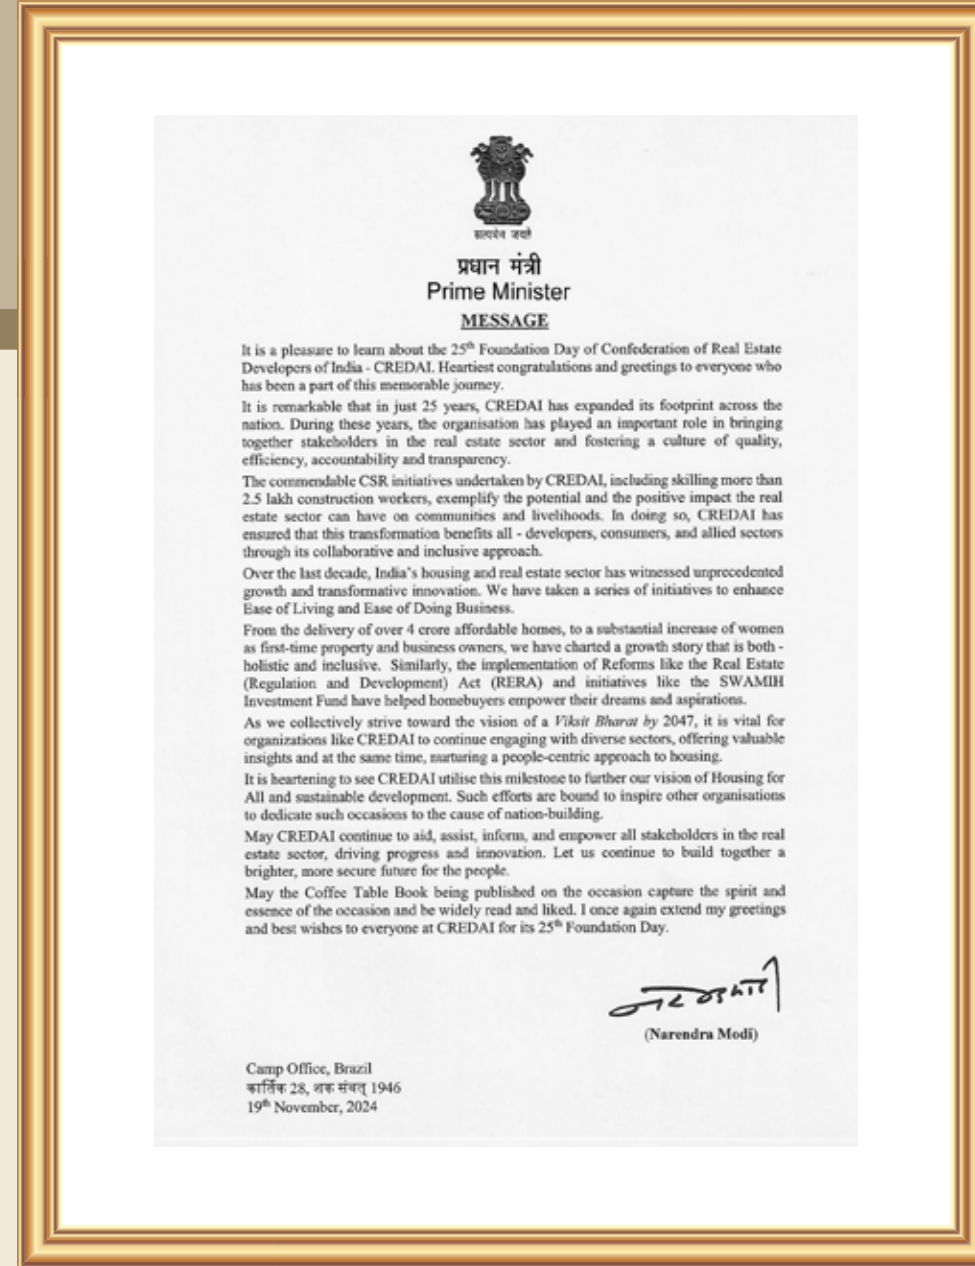 सत्यमेव जयते
प्रधान मंत्री
Prime Minister
MESSAGE
It is a pleasure to learn about the 25th Foundation Day of Confederation of Real Estate
Developers of India - CREDAI. Heartiest congratulations and greetings to everyone who
has been a part of this memorable journey.
It is remarkable that in just 25 years, CREDAI has expanded its footprint across the
nation. During these years, the organisation has played an important role in bringing
together stakeholders in the real estate sector and fostering a culture of quality,
efficiency, accountability and transparency.
The commendable CSR initiatives undertaken by CREDAI, including skilling more than
2.5 lakh construction workers, exemplify the potential and the positive impact the real
estate sector can have on communities and livelihoods. In doing so, CREDAI has
ensured that this transformation benefits all - developers, consumers, and allied sectors
through its collaborative and inclusive approach.
Over the last decade, India's housing and real estate sector has witnessed unprecedented
growth and transformative innovation. We have taken a series of initiatives to enhance
Ease of Living and Ease of Doing Business.
From the delivery of over 4 crore affordable homes, to a substantial increase of women
as first-time property and business owners, we have charted a growth story that is both -
holistic and inclusive. Similarly, the implementation of Reforms like the Real Estate
(Regulation and Development) Act (RERA) and initiatives like the SWAMIH
Investment Fund have helped homebuyers empower their dreams and aspirations.
As we collectively strive toward the vision of a Viksit Bharat by 2047, it is vital for
organizations like CREDAI to continue engaging with diverse sectors, offering valuable
insights and at the same time, nurturing a people-centric approach to housing.
It is heartening to see CREDAI utilise this milestone to further our vision of Housing for
All and sustainable development. Such efforts are bound to inspire other organisations
to dedicate such occasions to the cause of nation-building.
May CREDAI continue to aid, assist, inform, and empower all stakeholders in the real
estate sector, driving progress and innovation. Let us continue to build together a
brighter, more secure future for the people.
May the Coffee Table Book being published on the occasion capture the spirit and
essence of the occasion and be widely read and liked. I once again extend my greetings
and best wishes to everyone at CREDAI for its 25th Foundation Day.
(Narendra Modi)
Camp Office, Brazil
कार्तिक 28, शक संवत् 1946
19th November, 2024